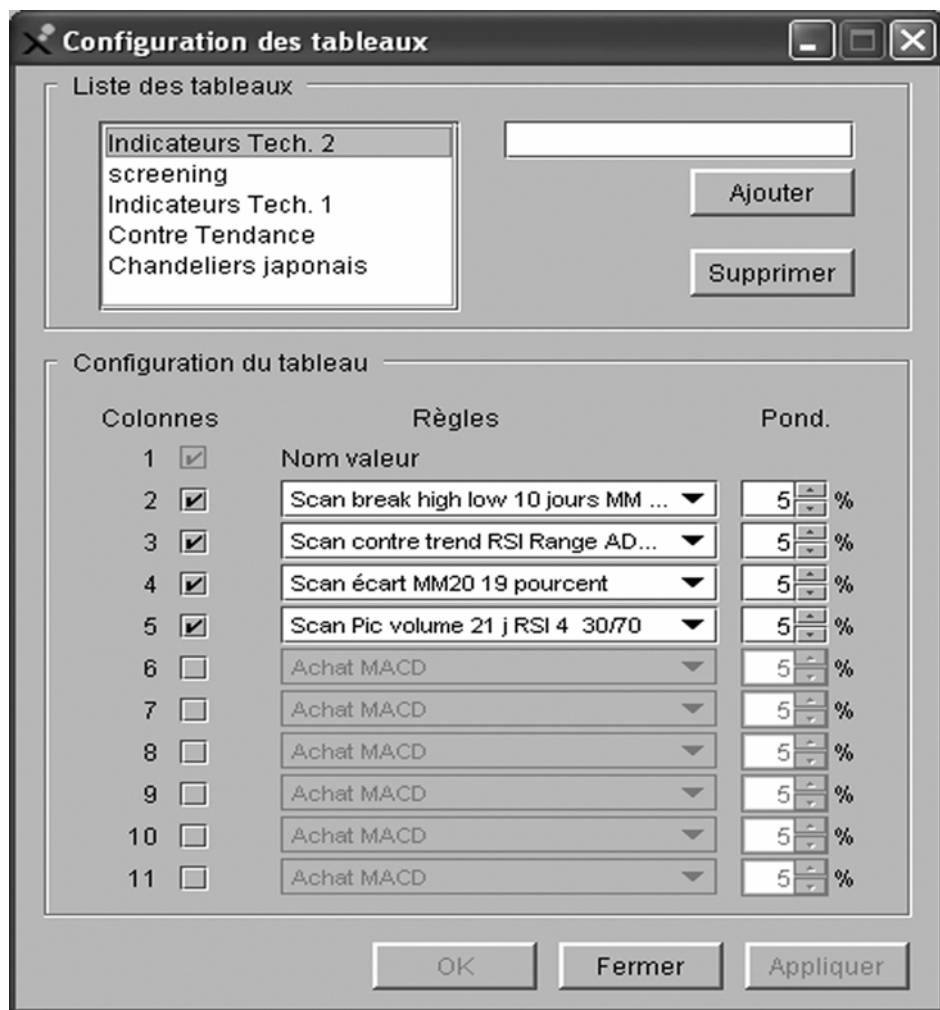 Configuration des tableaux
Liste des tableaux
Indicateurs Tech. 2
screening
Indicateurs Tech. 1
Contre Tendance
Chandeliers japonais
Ajouter
Supprimer
Configuration du tableau
Colonnes Règles Pond.
1 Nom valeur
2 Scan break high low 10 jours MM ... 5 %
3 Scan contre trend RSI Range AD... 5 %
4 Scan écart MM20 19 pourcent 5 %
5 Scan Pic volume 21 j RSI 4 30/70 5 %
6 Achat MACD 5 %
7 Achat MACD 5 %
8 Achat MACD 5 %
9 Achat MACD 5 %
10 Achat MACD 5 %
11 Achat MACD 5 %
OK Fermer Appliquer